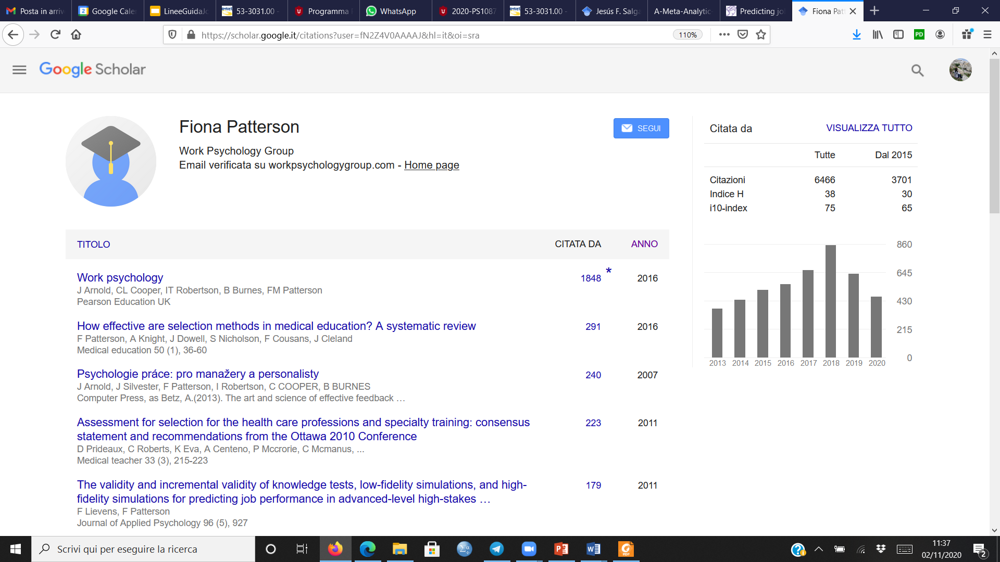 Posta in arriv
Google Caler
LineeGuidaJo
53-3031.00 -
Programma
WhatsApp
2020-PS1087
53-3031.00 -
Jesús F. Salga
A-Meta-Analytic-
Predicting jo
Fiona Patt
https://scholar.google.it/citations?user=fN2Z4V0AAAAJ&hl=it&oi=sra
110%
PD
Google Scholar
Fiona Patterson
SEGUI
Work Psychology Group
Email verificata su workpsychologygroup.com - Home page
Citata da VISUALIZZA TUTTO
Tutte Dal 2015
Citazioni 6466 3701
Indice H 38 30
i10-index 75 65
860
645
430
215
0
2013 2014 2015 2016 2017 2018 2019 2020
TITOLO CITATA DA ANNO
Work psychology 1848 * 2016
J Arnold, CL Cooper, IT Robertson, B Burnes, FM Patterson
Pearson Education UK
How effective are selection methods in medical education? A systematic review 291 2016
F Patterson, A Knight, J Dowell, S Nicholson, F Cousans, J Cleland
Medical education 50 (1), 36-60
Psychologie práce: pro manažery a personalisty 240 2007
J Arnold, J Silvester, F Patterson, I Robertson, C COOPER, B BURNES
Computer Press, as Betz, A.(2013). The art and science of effective feedback …
Assessment for selection for the health care professions and specialty training: consensus 223 2011
statement and recommendations from the Ottawa 2010 Conference
D Prideaux, C Roberts, K Eva, A Centeno, P Mccrorie, C Mcmanus, ...
Medical teacher 33 (3), 215-223
The validity and incremental validity of knowledge tests, low-fidelity simulations, and high- 179 2011
fidelity simulations for predicting job performance in advanced-level high-stakes …
F Lievens, F Patterson
Journal of Applied Psychology 96 (5), 927
Scrivi qui per eseguire la ricerca
11:37
02/11/2020
2